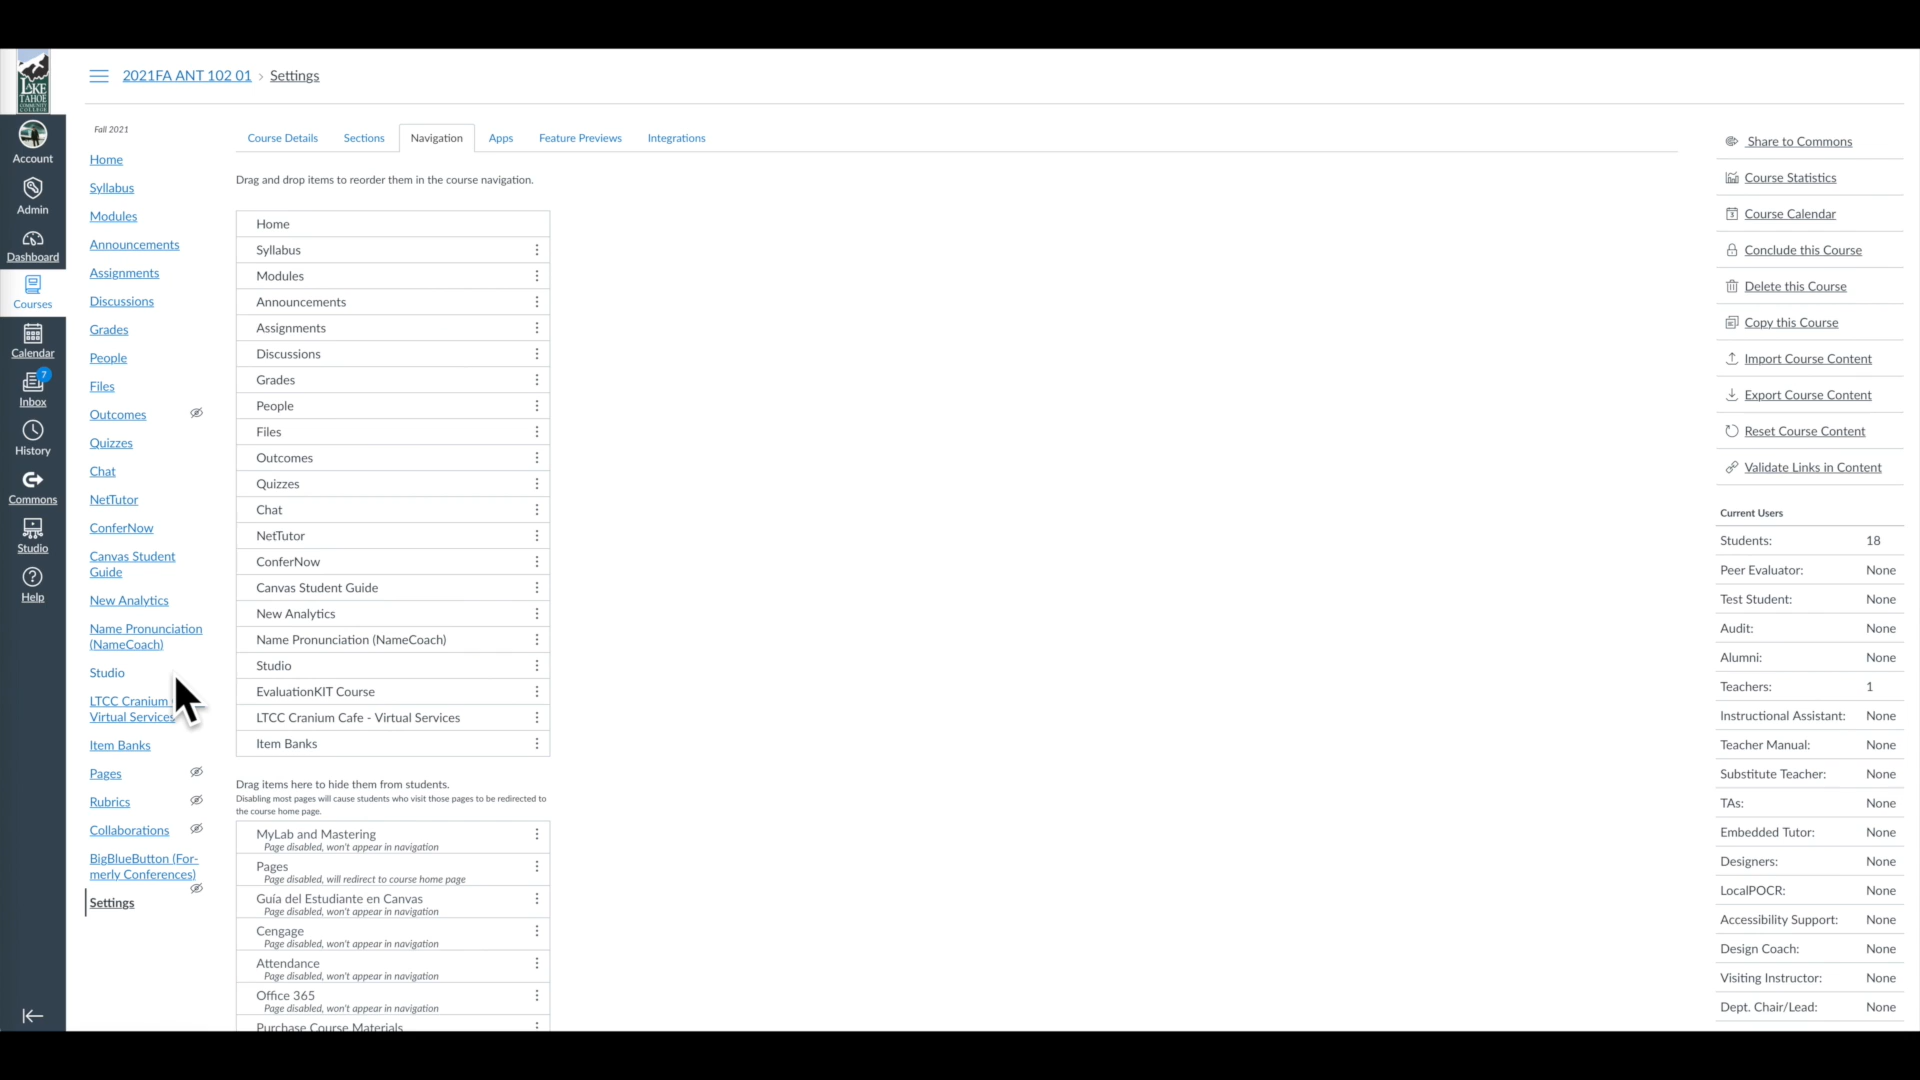 LAKE
TAHOE
COMMUNITY
COLLEGE
2021FA ANT 102 01 › Settings
Account
Admin
Dashboard
Courses
Calendar
7
Inbox
History
Commons
Studio
Help
Fall 2021
Home
Syllabus
Modules
Announcements
Assignments
Discussions
Grades
People
Files
Outcomes
Quizzes
Chat
NetTutor
ConferNow
Canvas Student
Guide
New Analytics
Name Pronunciation
(NameCoach)
Studio
LTCC Cranium
Virtual Services
Item Banks
Pages
Rubrics
Collaborations
BigBlueButton (For-
merly Conferences)
Settings
Course Details Sections Navigation Apps Feature Previews Integrations
Drag and drop items to reorder them in the course navigation.
Home
Syllabus
Modules
Announcements
Assignments
Discussions
Grades
People
Files
Outcomes
Quizzes
Chat
NetTutor
ConferNow
Canvas Student Guide
New Analytics
Name Pronunciation (NameCoach)
Studio
EvaluationKIT Course
LTCC Cranium Cafe - Virtual Services
Item Banks
Drag items here to hide them from students.
Disabling most pages will cause students who visit those pages to be redirected to
the course home page.
MyLab and Mastering
Page disabled, won't appear in navigation
Pages
Page disabled, will redirect to course home page
Guía del Estudiante en Canvas
Page disabled, won't appear in navigation
Cengage
Page disabled, won't appear in navigation
Attendance
Page disabled, won't appear in navigation
Office 365
Page disabled, won't appear in navigation
Purchase Course Materials
Share to Commons
Course Statistics
Course Calendar
Conclude this Course
Delete this Course
Copy this Course
Import Course Content
Export Course Content
Reset Course Content
Validate Links in Content
Current Users
Students: 18
Peer Evaluator: None
Test Student: None
Audit: None
Alumni: None
Teachers: 1
Instructional Assistant: None
Teacher Manual: None
Substitute Teacher: None
TAs: None
Embedded Tutor: None
Designers: None
LocalPOCR: None
Accessibility Support: None
Design Coach: None
Visiting Instructor: None
Dept. Chair/Lead: None